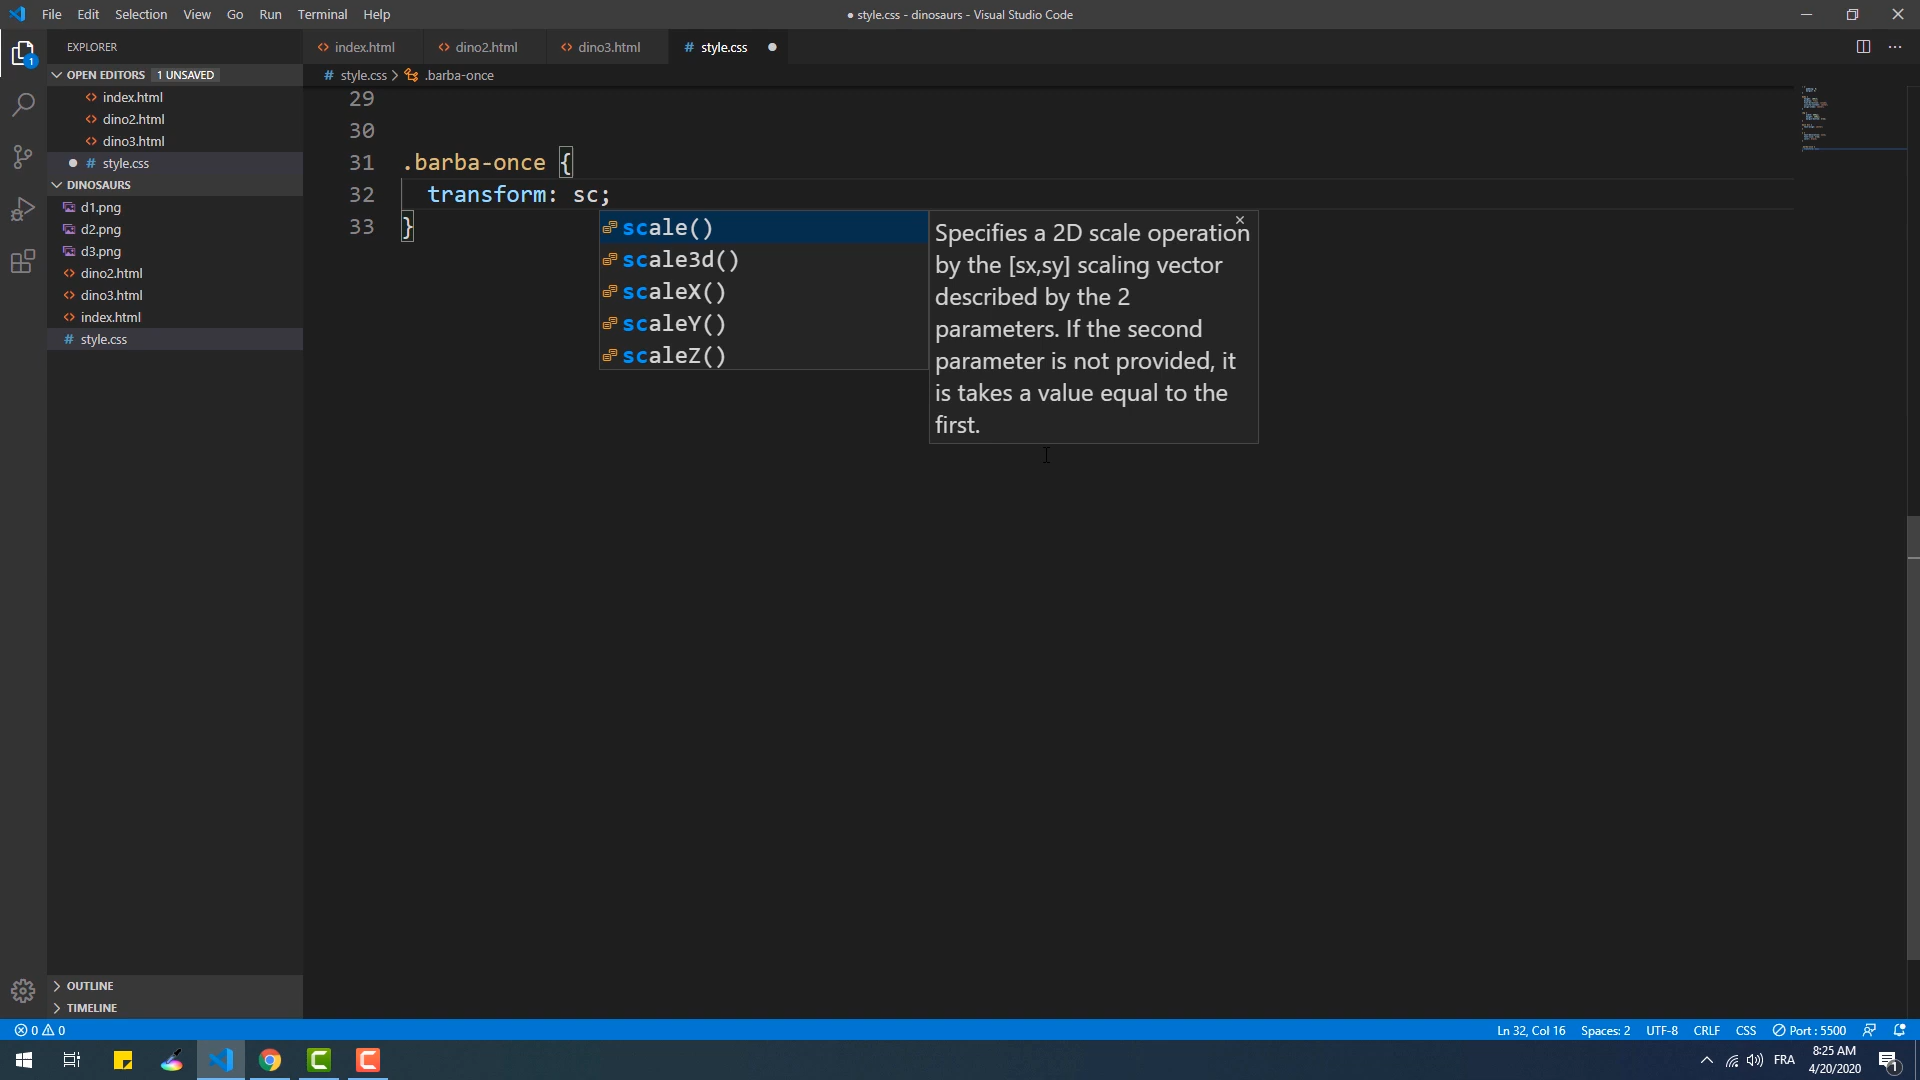 File Edit Selection View Go Run Terminal Help
● style.css - dinosaurs - Visual Studio Code
EXPLORER
index.html
dino2.html
dino3.html
# style.css
OPEN EDITORS 1 UNSAVED
# style.css > .barba-once
index.html
dino2.html
dino3.html
# style.css
DINOSAURS
d1.png
d2.png
d3.png
dino2.html
dino3.html
index.html
# style.css
29
30
31 .barba-once {
32 transform: sc;
33 }
scale()
scale3d()
scaleX()
scaleY()
scaleZ()
Specifies a 2D scale operation
by the [sx,sy] scaling vector
described by the 2
parameters. If the second
parameter is not provided, it
is takes a value equal to the
first.
OUTLINE
TIMELINE
0 0
Ln 32, Col 16 Spaces: 2 UTF-8 CRLF CSS Port : 5500
FRA
8:25 AM
4/20/2020
1
1